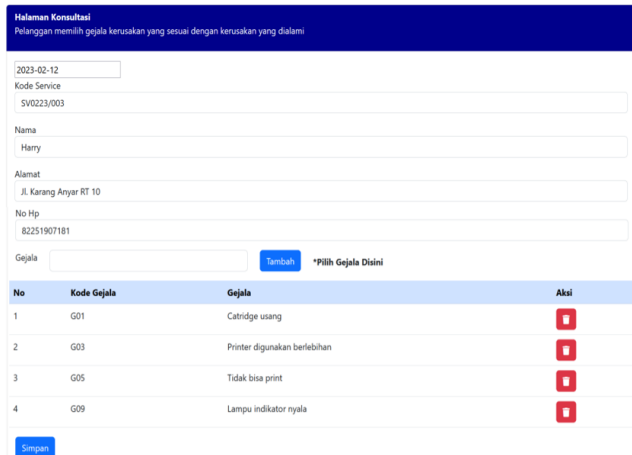 Halaman Konsultasi
Pelanggan memilih gejala kerusakan yang sesuai dengan kerusakan yang dialami
2023-02-12
Kode Service
SV0223/003
Nama
Harry
Alamat
Jl. Karang Anyar RT 10
No Hp
82251907181
Gejala Tambah *Pilih Gejala Disini
No Kode Gejala Gejala Aksi
1 G01 Catridge usang
2 G03 Printer digunakan berlebihan
3 G05 Tidak bisa print
4 G09 Lampu indikator nyala
Simpan